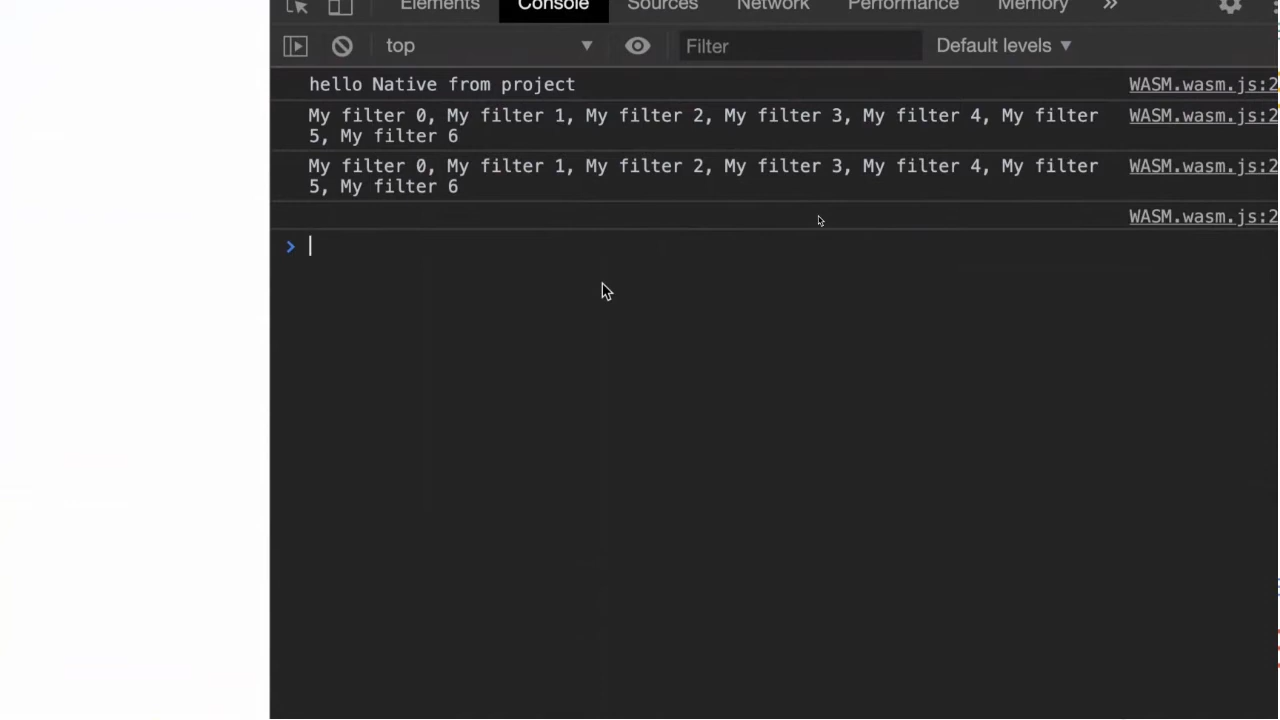 Elements Console Sources Network Performance Memory »
top ▼ Filter Default levels ▼
hello Native from project WASM.wasm.js:2
My filter 0, My filter 1, My filter 2, My filter 3, My filter 4, My filter WASM.wasm.js:2
5, My filter 6
My filter 0, My filter 1, My filter 2, My filter 3, My filter 4, My filter WASM.wasm.js:2
5, My filter 6
WASM.wasm.js:2
>